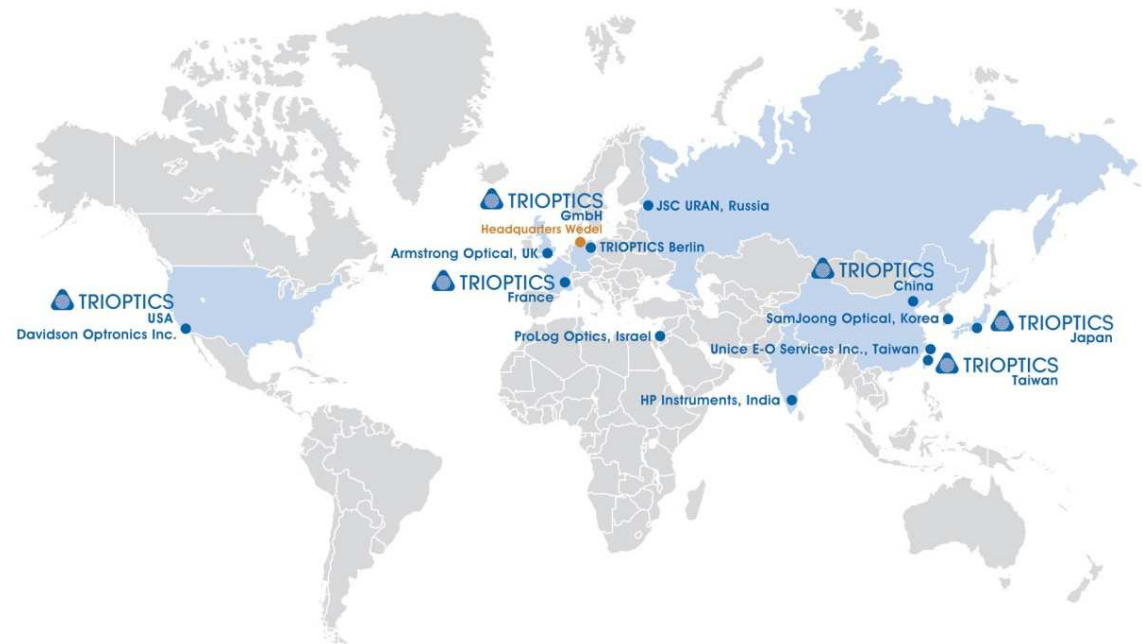 TRIOPTICS
GmbH
Headquarters Wedel
JSC URAN, Russia
TRIOPTICS Berlin
Armstrong Optical, UK
TRIOPTICS
France
TRIOPTICS
China
TRIOPTICS
USA
Davidson Optronics Inc.
SamJoong Optical, Korea
TRIOPTICS
Japan
ProLog Optics, Israel
Unice E-O Services Inc., Taiwan
TRIOPTICS
Taiwan
HP Instruments, India